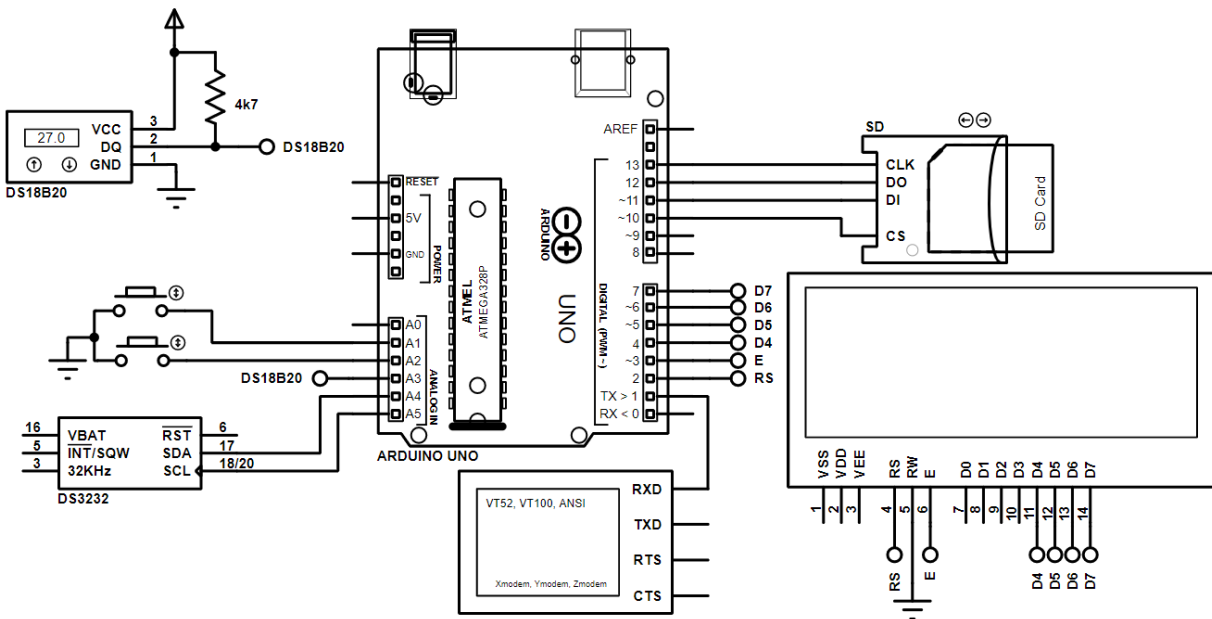 4k7
27.0
VCC
DQ
GND
3
2
1
DS18B20
DS18B20
RESET
5V
GND
POWER
A0
A1
A2
A3
A4
A5
ANALOG IN
ATMEL
ATMEGA328P
ARDUINO
UNO
DIGITAL (PWM~)
AREF
13
12
~11
~10
~9
8
7
~6
~5
4
~3
2
TX > 1
RX < 0
ARDUINO UNO
D7
D6
D5
D4
E
RS
SD
CLK
DO
DI
CS
SD Card
DS18B20
16
5
3
VBAT
INT/SQW
32KHz
RST
SDA
SCL
6
17
18/20
DS3232
VT52, VT100, ANSI
Xmodem, Ymodem, Zmodem
RXD
TXD
RTS
CTS
VSS
VDD
VEE
RS
RW
E
D0
D1
D2
D3
D4
D5
D6
D7
1
2
3
4
5
6
7
8
9
10
11
12
13
14
RS
E
D4
D5
D6
D7